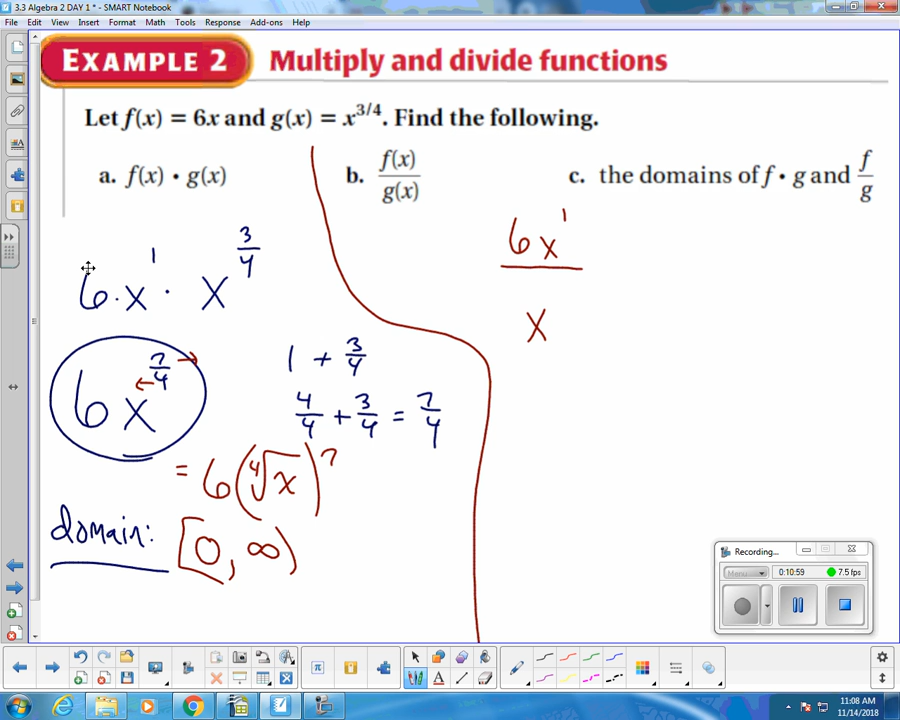 3.3 Algebra 2 DAY 1 * - SMART Notebook
File Edit View Insert Format Math Tools Response Add-ons Help
EXAMPLE 2 Multiply and divide functions
Let f(x) = 6x and g(x) = x^{3/4}. Find the following.
a. f(x) • g(x)
b. f(x)/g(x)
c. the domains of f • g and f/g
6 · x^1 · x^{3/4}
6x^{7/4}
1 + 3/4
4/4 + 3/4 = 7/4
= 6(∜x)^7
domain: [0, ∞)
6x^1
x
Recording...
Menu 0:10:59 7.5 fps
11:08 AM
11/14/2018